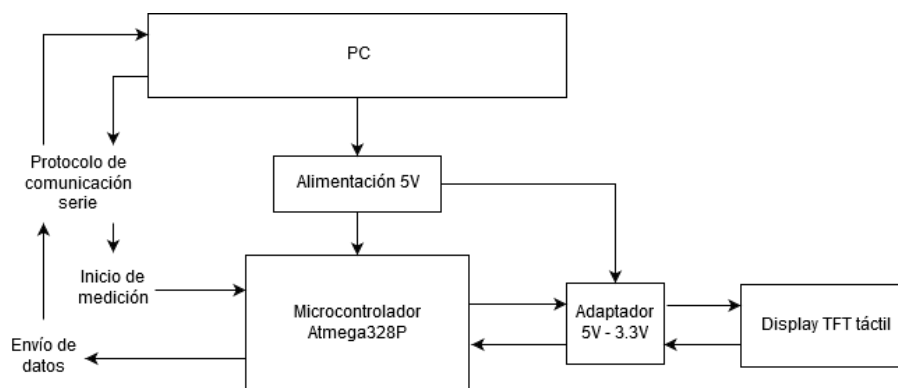 PC
Protocolo de
comunicación
serie
Alimentación 5V
Inicio de
medición
Microcontrolador
Atmega328P
Adaptador
5V - 3.3V
Display TFT táctil
Envío de
datos